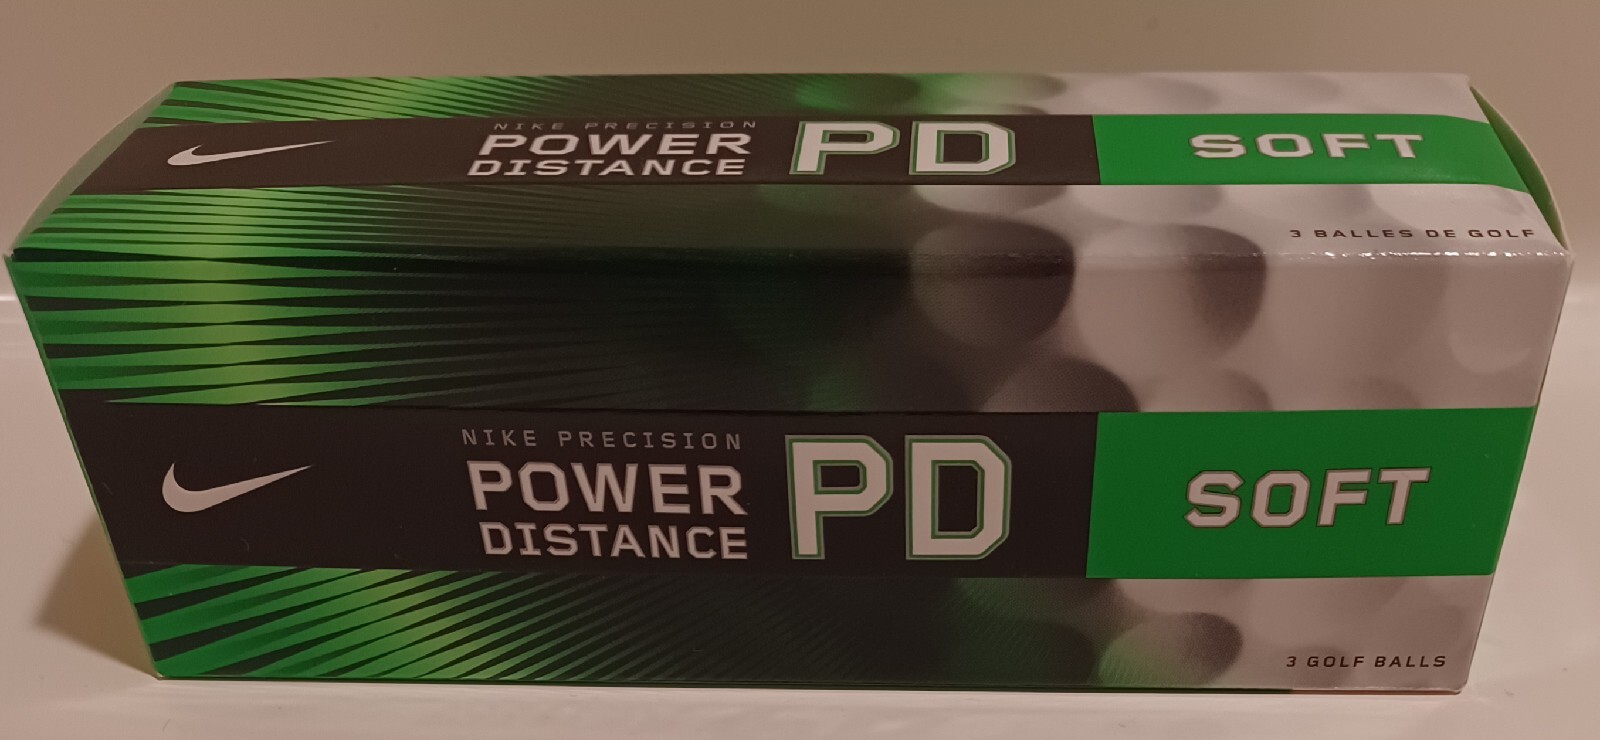 NIKE PRECISION
POWER
DISTANCE
PD
SOFT
3 BALLES DE GOLF
NIKE PRECISION
POWER
DISTANCE
PD
SOFT
3 GOLF BALLS